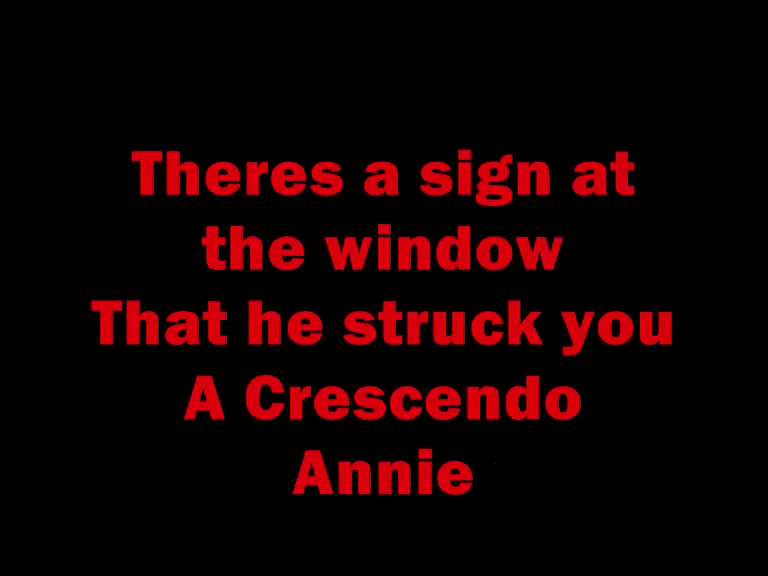 Theres a sign at
the window
That he struck you
A Crescendo
Annie